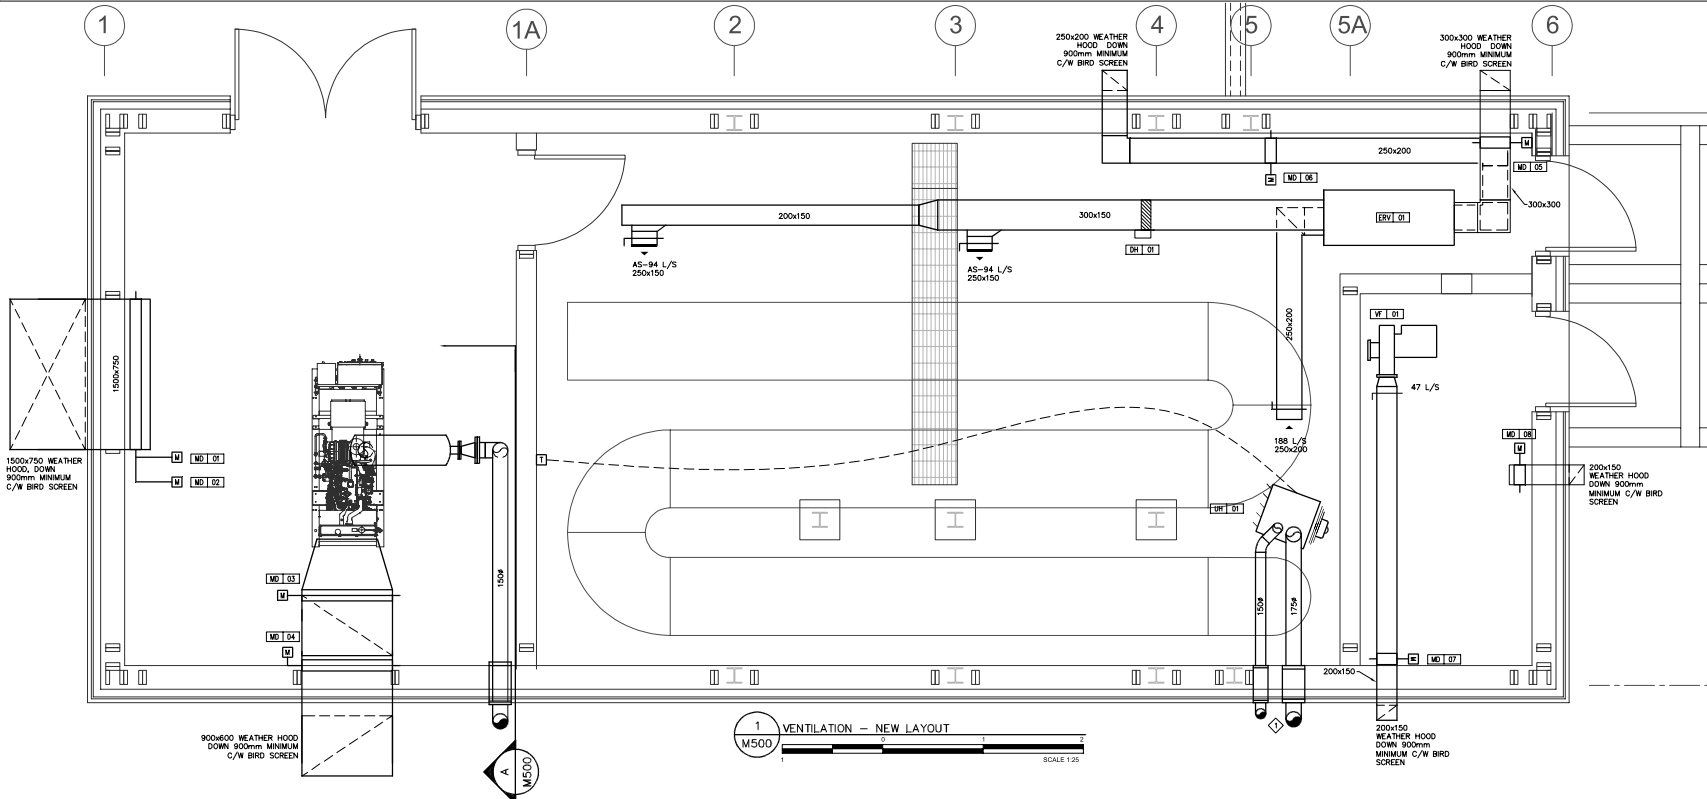 1
1A
2
3
4
5
5A
6
250x200 WEATHER
HOOD DOWN
900mm MINIMUM
C/W BIRD SCREEN
300x300 WEATHER
HOOD DOWN
900mm MINIMUM
C/W BIRD SCREEN
250x200
M
MD 05
M
MD 06
300x300
200x150
300x150
ERV 01
DH 01
AS-94 L/S
250x150
AS-94 L/S
250x150
250x200
188 L/S
250x200
VF 01
47 L/S
1500x750
1500x750 WEATHER
HOOD, DOWN
900mm MINIMUM
C/W BIRD SCREEN
M
MD 01
M
MD 02
T
MD 08
M
200x150
WEATHER HOOD
DOWN 900mm
MINIMUM C/W BIRD
SCREEN
UH 01
MD 03
M
MD 04
M
150ø
150ø
175ø
M
MD 07
200x150
200x150
WEATHER HOOD
DOWN 900mm
MINIMUM C/W BIRD
SCREEN
1
900x600 WEATHER HOOD
DOWN 900mm MINIMUM
C/W BIRD SCREEN
A
M500
1
M500
VENTILATION - NEW LAYOUT
1
0
1
2
SCALE 1:25